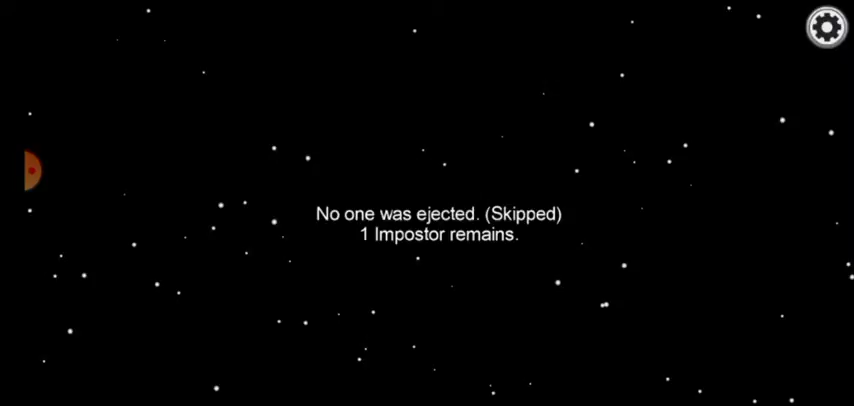 No one was ejected. (Skipped)
1 Impostor remains.